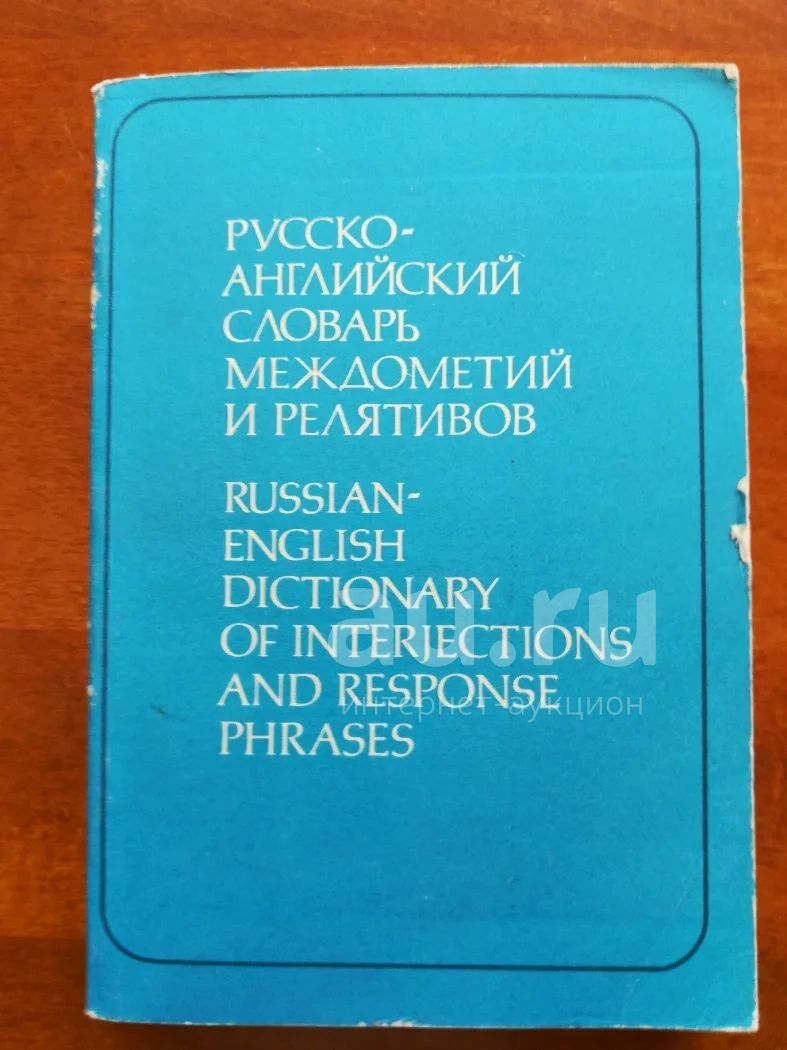 РУССКО-
АНГЛИЙСКИЙ
СЛОВАРЬ
МЕЖДОМЕТИЙ
И РЕЛЯТИВОВ
RUSSIAN-
ENGLISH
DICTIONARY
OF INTERJECTIONS
AND RESPONSE
PHRASES
au.ru
интернет-аукцион